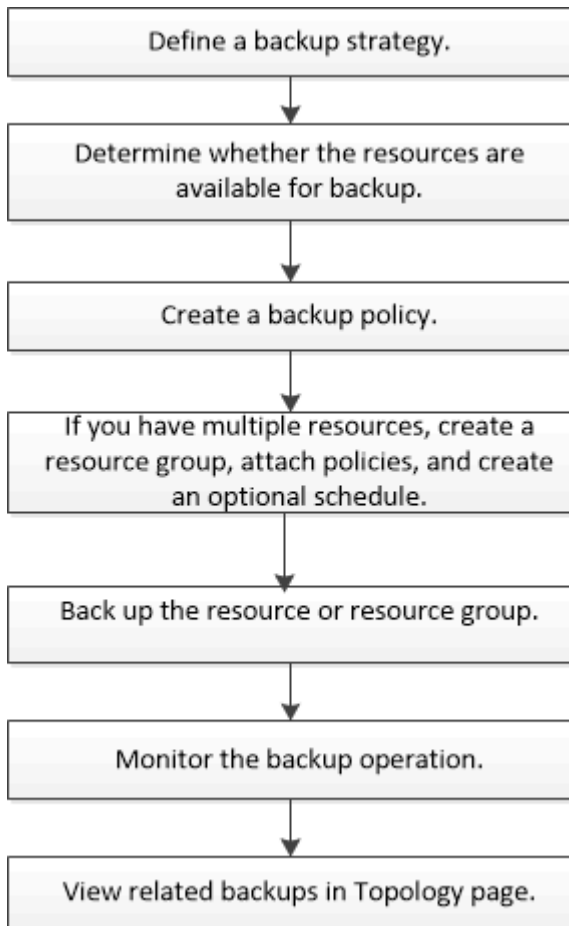 Define a backup strategy.
Determine whether the resources are
available for backup.
Create a backup policy.
If you have multiple resources, create a
resource group, attach policies, and create
an optional schedule.
Back up the resource or resource group.
Monitor the backup operation.
View related backups in Topology page.